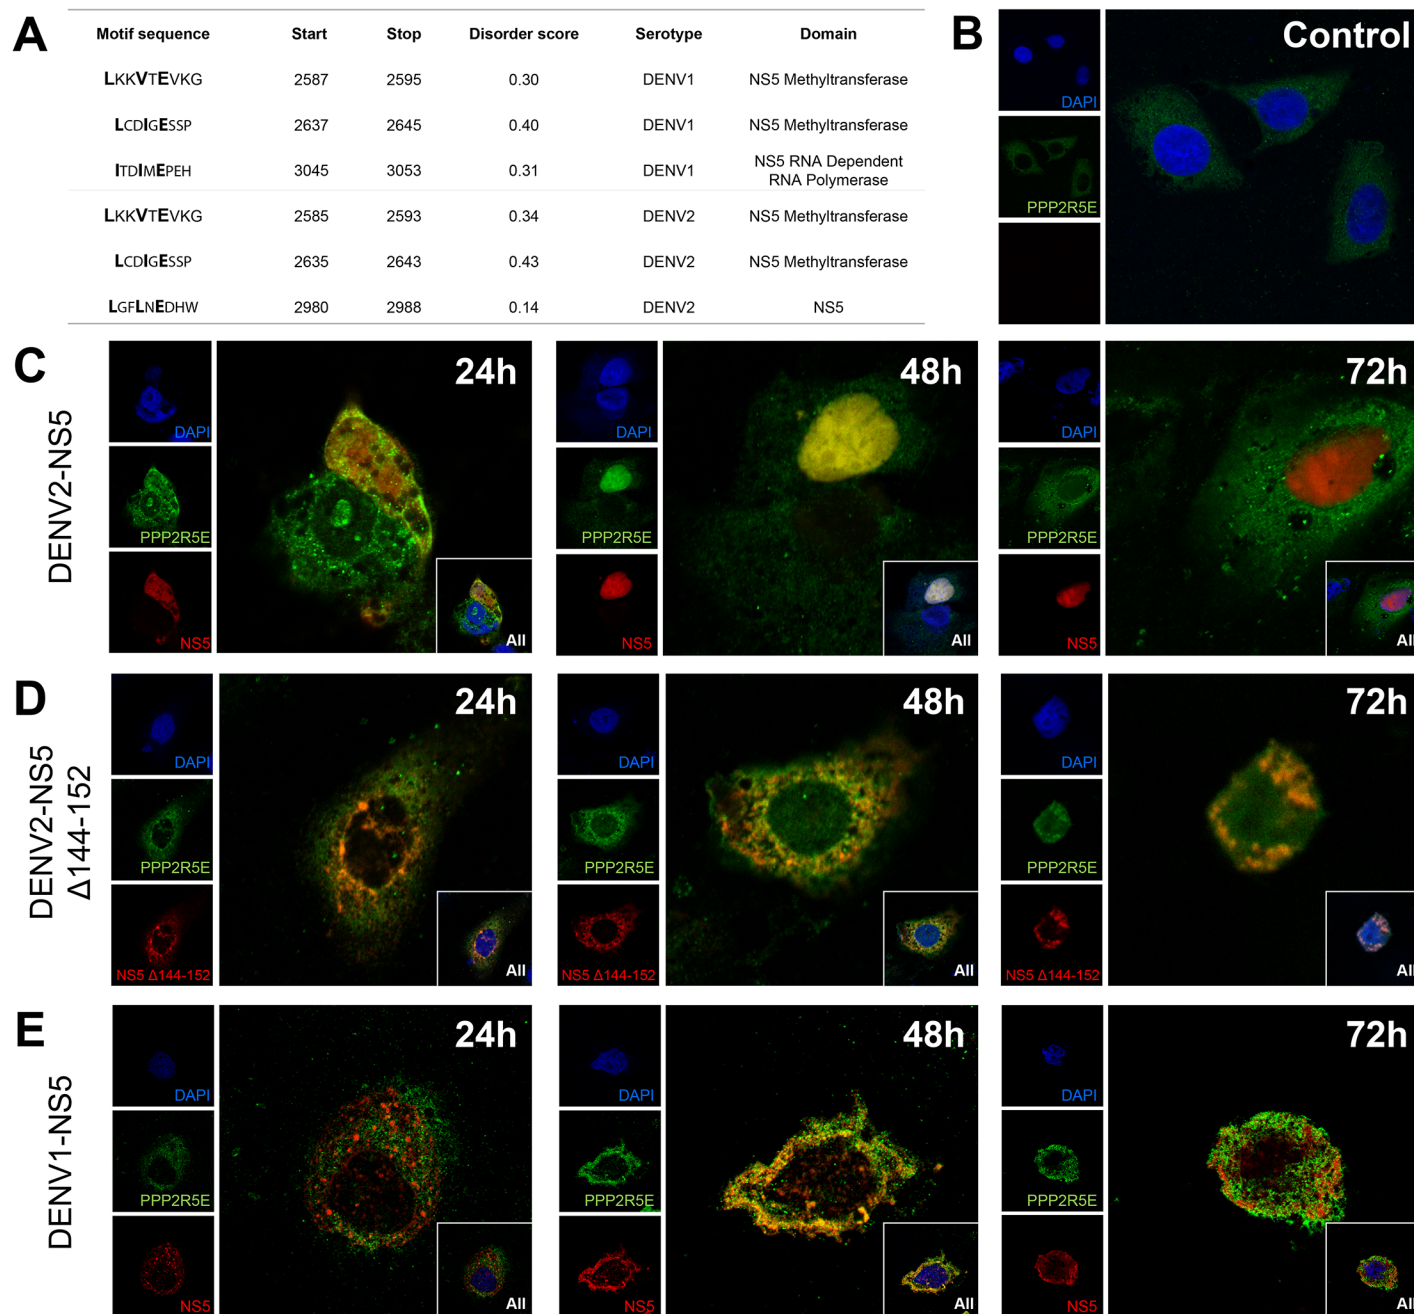 A
Motif sequence Start Stop Disorder score Serotype Domain
LKKVTEVKG 2587 2595 0.30 DENV1 NS5 Methyltransferase
LCDIGESSP 2637 2645 0.40 DENV1 NS5 Methyltransferase
ITDIMEPEH 3045 3053 0.31 DENV1 NS5 RNA Dependent
RNA Polymerase
LKKVTEVKG 2585 2593 0.34 DENV2 NS5 Methyltransferase
LCDIGESSP 2635 2643 0.43 DENV2 NS5 Methyltransferase
LGFLNEDHW 2980 2988 0.14 DENV2 NS5
B
Control
DAPI
PPP2R5E
C
DENV2-NS5
24h
DAPI
PPP2R5E
NS5
All
48h
DAPI
PPP2R5E
NS5
All
72h
DAPI
PPP2R5E
NS5
All
D
DENV2-NS5
Δ144-152
24h
DAPI
PPP2R5E
NS5 Δ144-152
All
48h
DAPI
PPP2R5E
NS5 Δ144-152
All
72h
DAPI
PPP2R5E
NS5 Δ144-152
All
E
DENV1-NS5
24h
DAPI
PPP2R5E
NS5
All
48h
DAPI
PPP2R5E
NS5
All
72h
DAPI
PPP2R5E
NS5
All